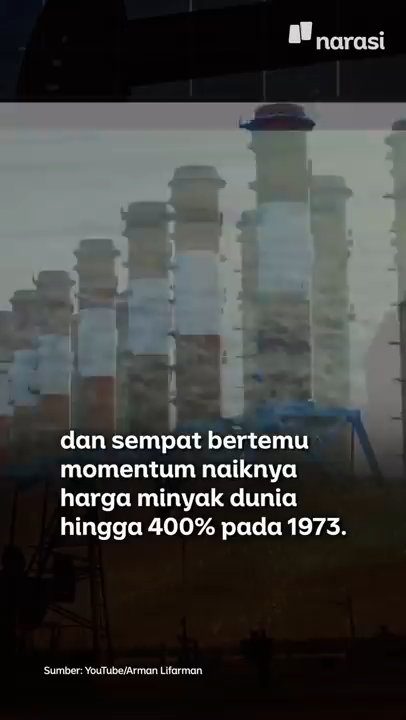 narasi
dan sempat bertemu
momentum naiknya
harga minyak dunia
hingga 400% pada 1973.
Sumber: YouTube/Arman Lifarman